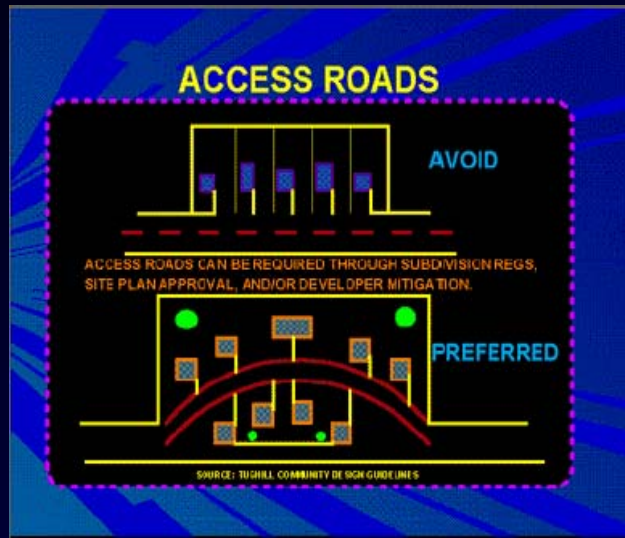 ACCESS ROADS
AVOID
ACCESS ROADS CAN BE REQUIRED THROUGH SUBDIVISION REGS,
SITE PLAN APPROVAL, AND/OR DEVELOPER MITIGATION.
PREFERRED
SOURCE: TUGHILL COMMUNITY DESIGN GUIDELINES